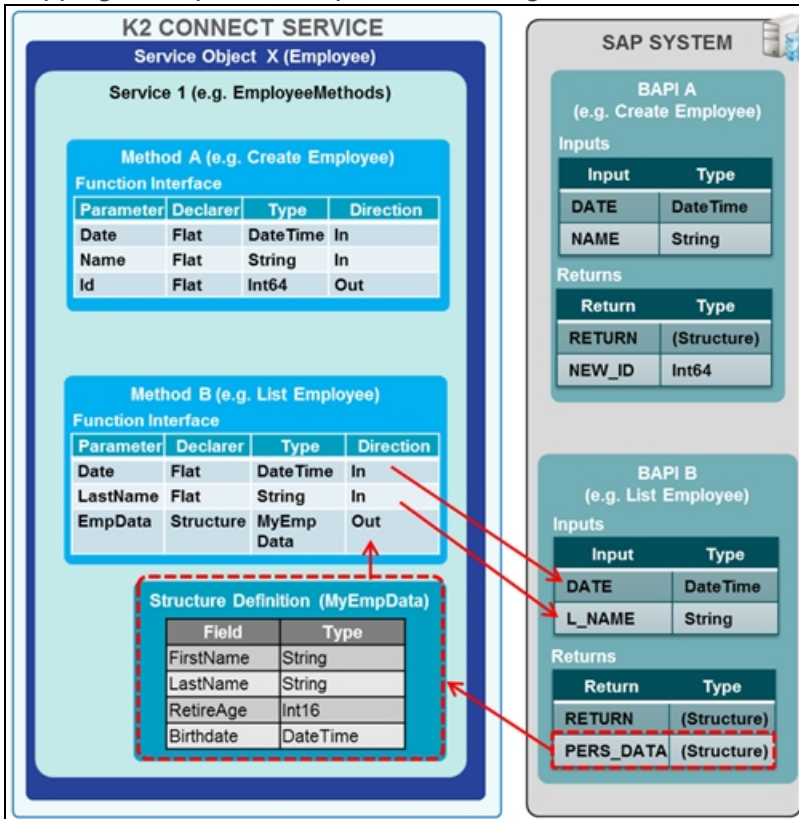 K2 CONNECT SERVICE
Service Object X (Employee)
Service 1 (e.g. EmployeeMethods)
Method A (e.g. Create Employee)
Function Interface
Parameter Declarer Type Direction
Date Flat DateTime In
Name Flat String In
Id Flat Int64 Out
Method B (e.g. List Employee)
Function Interface
Parameter Declarer Type Direction
Date Flat DateTime In
LastName Flat String In
EmpData Structure MyEmp Out
Data
Structure Definition (MyEmpData)
Field Type
FirstName String
LastName String
RetireAge Int16
Birthdate DateTime
SAP SYSTEM
BAPI A
(e.g. Create Employee)
Inputs
Input Type
DATE DateTime
NAME String
Returns
Return Type
RETURN (Structure)
NEW_ID Int64
BAPI B
(e.g. List Employee)
Inputs
Input Type
DATE DateTime
L_NAME String
Returns
Return Type
RETURN (Structure)
PERS_DATA (Structure)